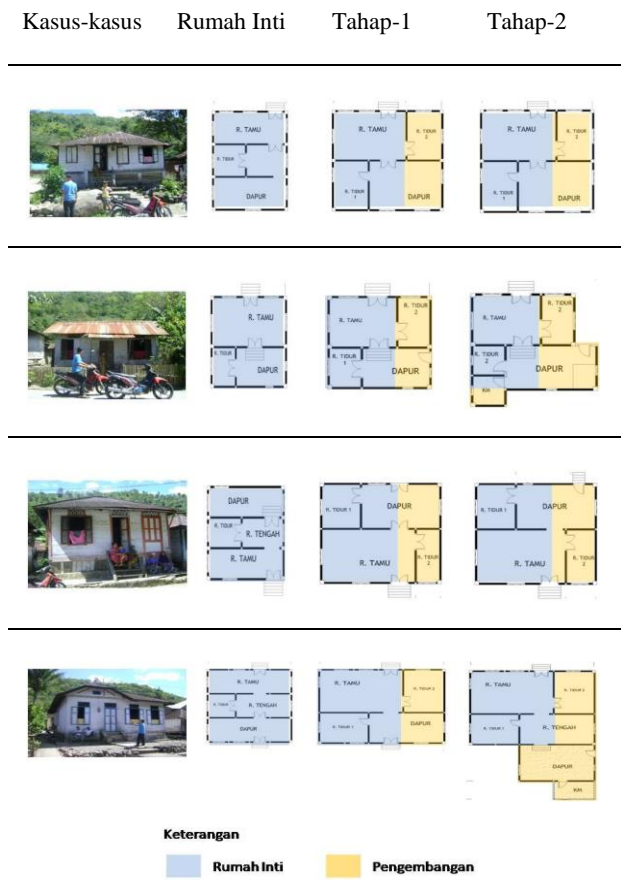 Kasus-kasus Rumah Inti Tahap-1 Tahap-2
R. TAMU
R. TIDUR
DAPUR
R. TAMU
R. TIDUR 2
R. TIDUR 1
DAPUR
R. TAMU
R. TIDUR 2
R. TIDUR 1
DAPUR
R. TAMU
R. TIDUR
DAPUR
R. TAMU
R. TIDUR 2
R. TIDUR 1
DAPUR
R. TAMU
R. TIDUR 2
R. TIDUR 2
DAPUR
KM
DAPUR
R. TIDUR
R. TENGAH
R. TAMU
R. TIDUR 1
DAPUR
R. TAMU
R. TIDUR 2
R. TIDUR 1
DAPUR
R. TAMU
R. TIDUR 2
R. TAMU
R. TENGAH
DAPUR
R. TAMU
R. TIDUR 2
R. TIDUR 1
DAPUR
R. TAMU
R. TIDUR 2
R. TENGAH
DAPUR
KM
Keterangan
Rumah Inti Pengembangan